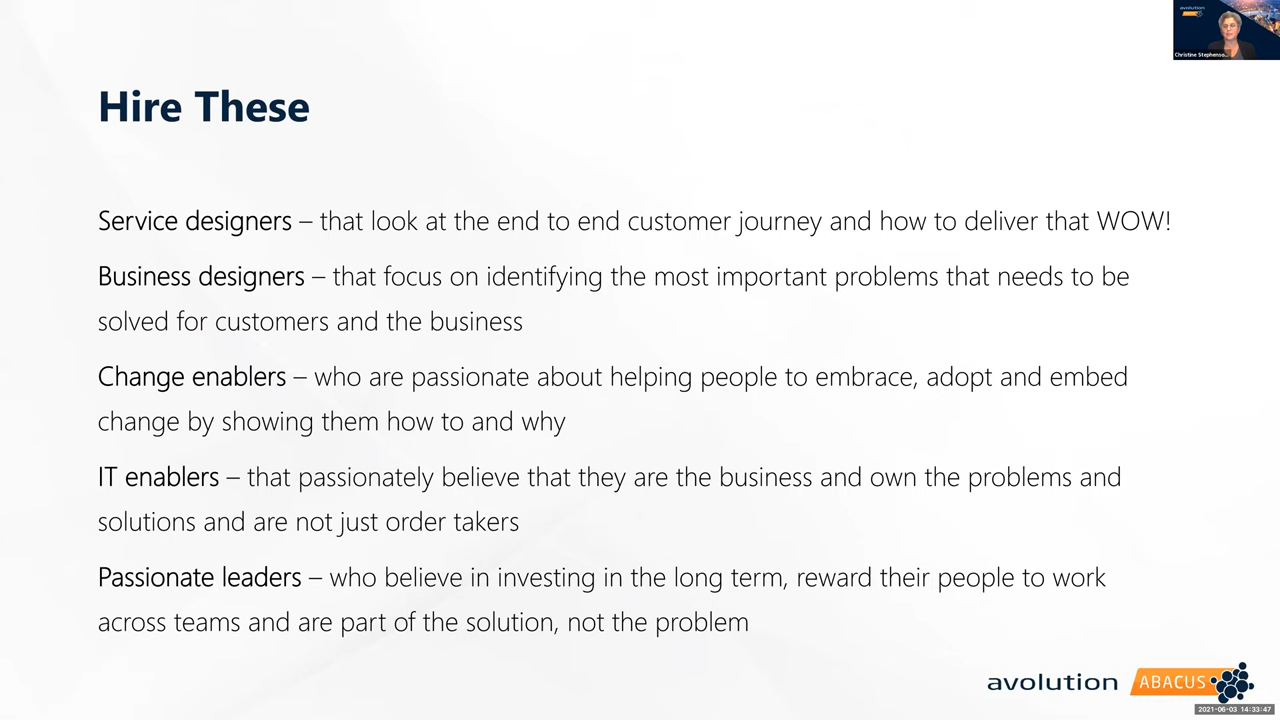 avolution
Christine Stephenso...
Hire These
Service designers – that look at the end to end customer journey and how to deliver that WOW!
Business designers – that focus on identifying the most important problems that needs to be
solved for customers and the business
Change enablers – who are passionate about helping people to embrace, adopt and embed
change by showing them how to and why
IT enablers – that passionately believe that they are the business and own the problems and
solutions and are not just order takers
Passionate leaders – who believe in investing in the long term, reward their people to work
across teams and are part of the solution, not the problem
avolution ABACUS
2021-06-03 14:33:47